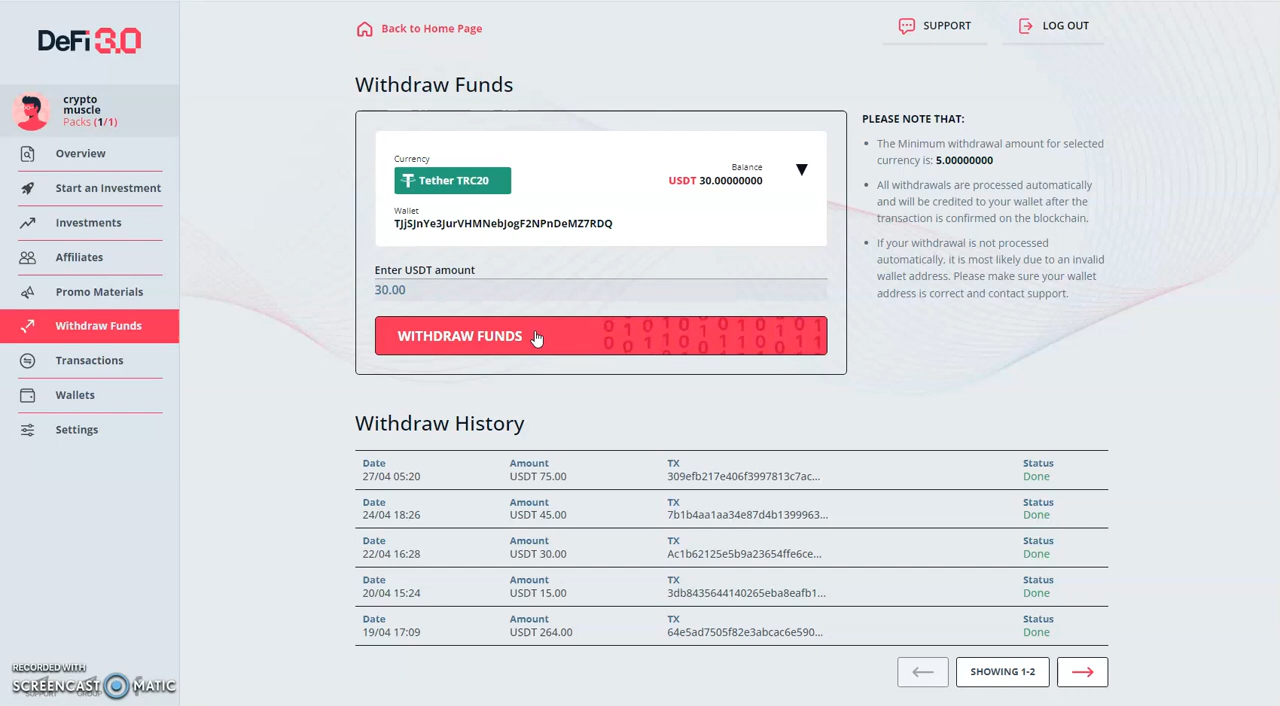 DeFi 3.0
crypto
muscle
Packs (1/1)
Overview
Start an Investment
Investments
Affiliates
Promo Materials
Withdraw Funds
Transactions
Wallets
Settings
Back to Home Page
SUPPORT
LOG OUT
Withdraw Funds
Currency
Tether TRC20
Balance
USDT 30.00000000
Wallet
TJjSJnYe3JurVHMNebJogF2NPnDeMZ7RDQ
Enter USDT amount
30.00
WITHDRAW FUNDS
PLEASE NOTE THAT:
The Minimum withdrawal amount for selected
currency is: 5.00000000
All withdrawals are processed automatically
and will be credited to your wallet after the
transaction is confirmed on the blockchain.
If your withdrawal is not processed
automatically, it is most likely due to an invalid
wallet address. Please make sure your wallet
address is correct and contact support.
Withdraw History
Date Amount TX Status
27/04 05:20 USDT 75.00 309efb217e406f3997813c7ac... Done
Date Amount TX Status
24/04 18:26 USDT 45.00 7b1b4aa1aa34e87d4b1399963... Done
Date Amount TX Status
22/04 16:28 USDT 30.00 Ac1b62125e5b9a23654ffe6ce... Done
Date Amount TX Status
20/04 15:24 USDT 15.00 3db8435644140265eba8eafb1... Done
Date Amount TX Status
19/04 17:09 USDT 264.00 64e5ad7505f82e3abcac6e590... Done
SHOWING 1-2
RECORDED WITH
SCREENCAST MATIC